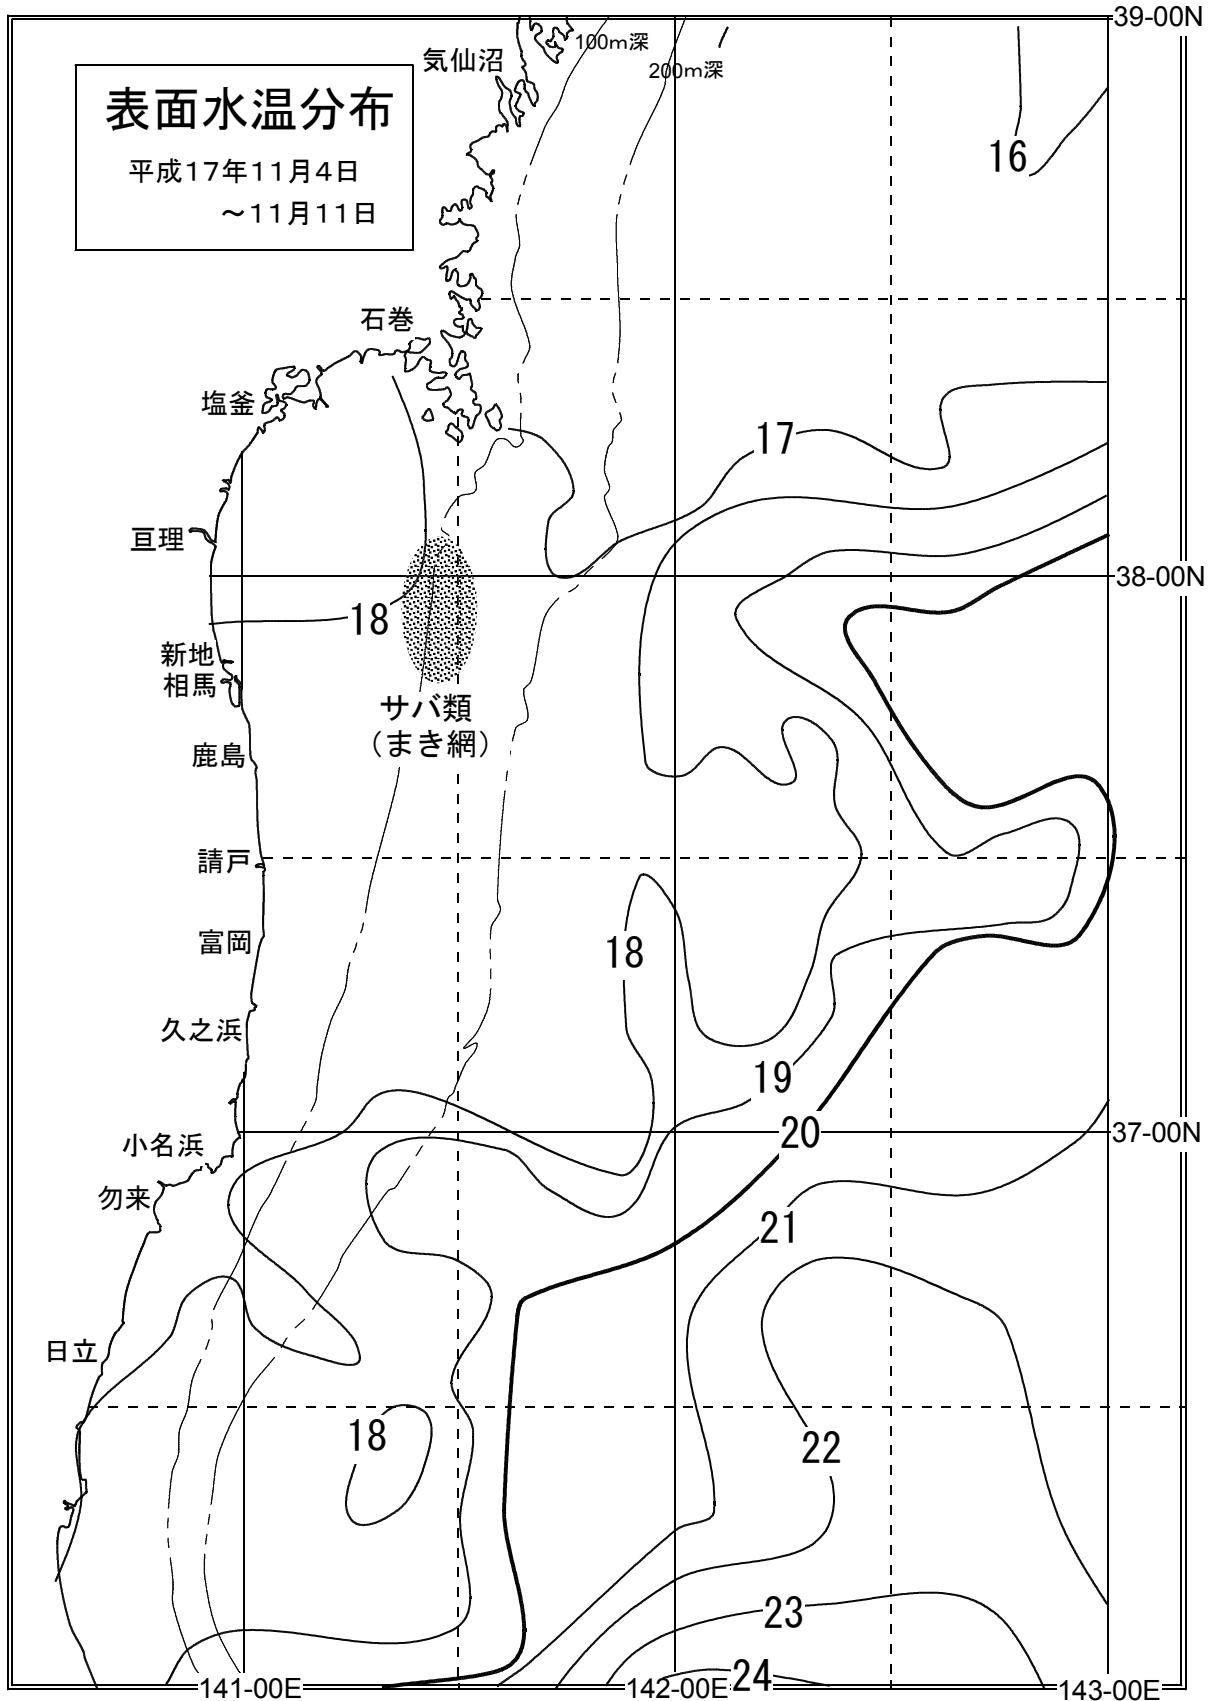 39-00N
100m深
気仙沼
200m深
表面水温分布
平成17年11月4日
～11月11日
16
石巻
塩釜
17
亘理
38-00N
18
新地
相馬
サバ類
（まき網）
鹿島
請戸
富岡
18
久之浜
19
20
37-00N
小名浜
勿来
21
日立
18
22
23
24
141-00E
142-00E
143-00E